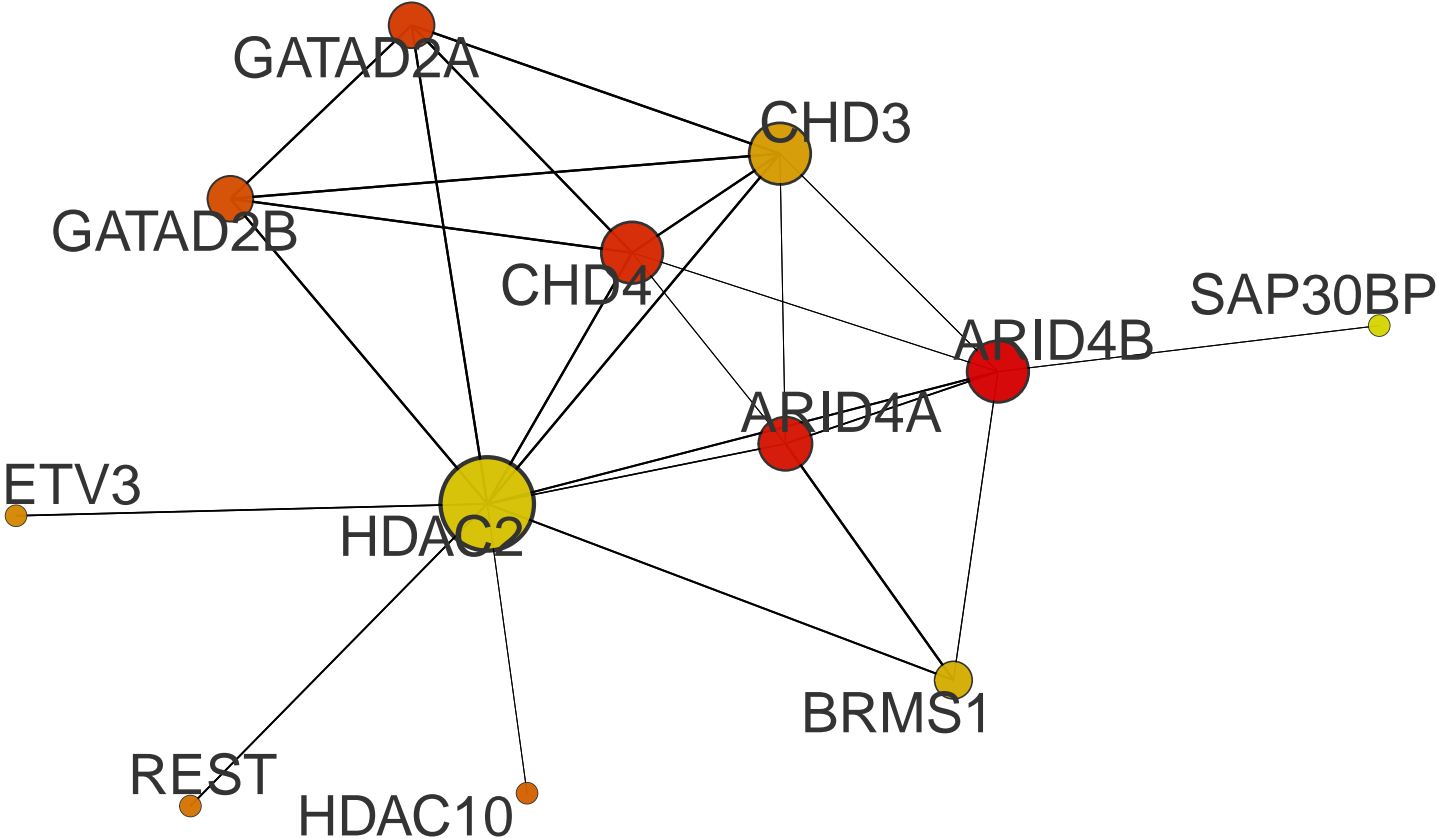 GATAD2A
CHD3
GATAD2B
CHD4
SAP30BP
ARID4B
ARID4A
ETV3
HDAC2
BRMS1
REST
HDAC10